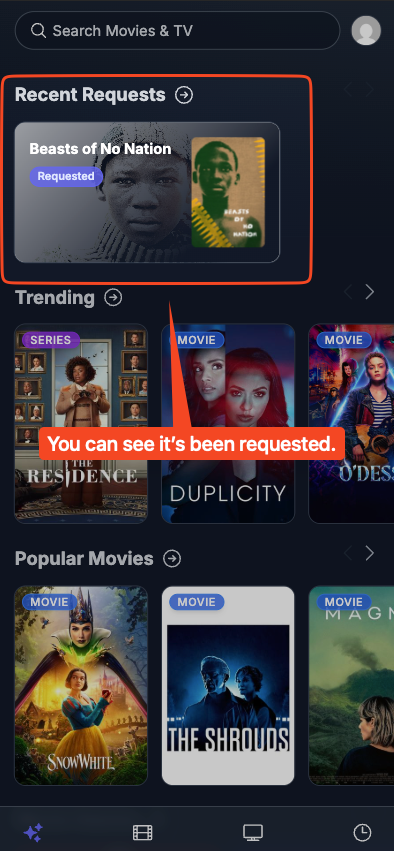 Search Movies & TV
Recent Requests
Beasts of No Nation
Requested
BEASTS
OF
NO
NATION
Trending
SERIES
MOVIE
MOVIE
You can see it's been requested.
THE
RESIDENCE
DUPLICITY
O'DESS
Popular Movies
MOVIE
MOVIE
MOVIE
MAGN
SNOW WHITE
THE SHROUDS